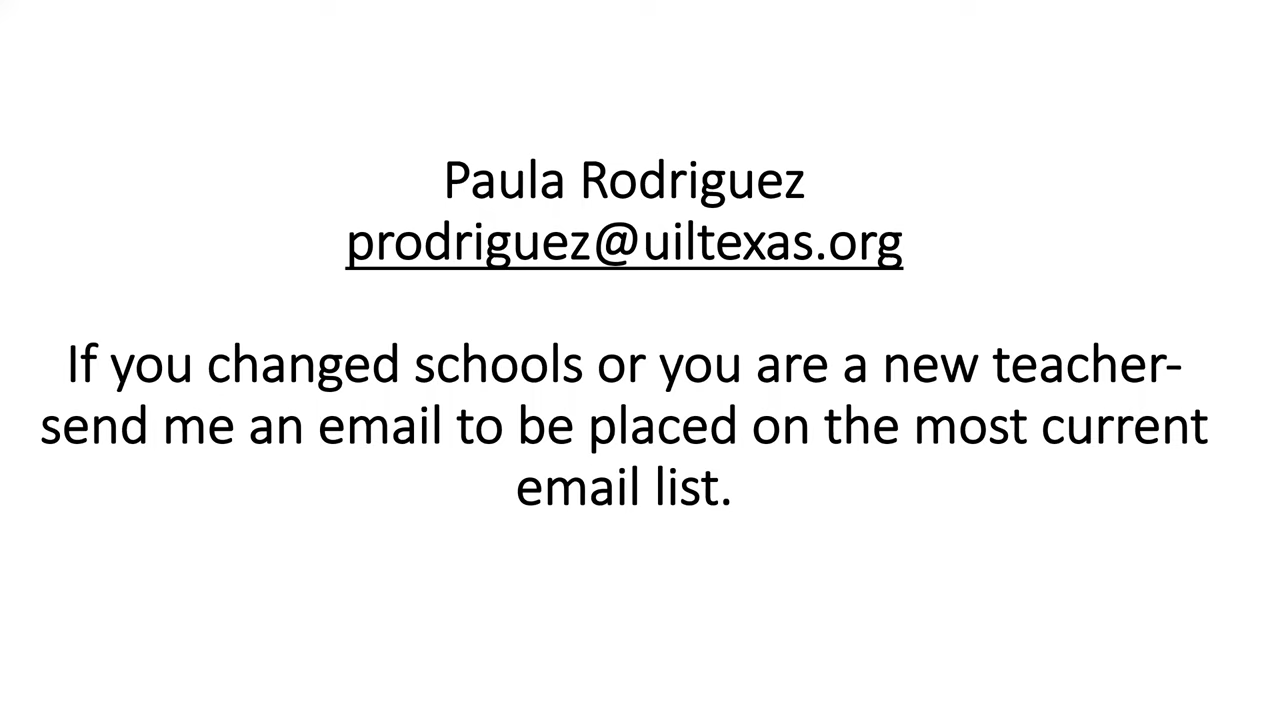 Paula Rodriguez
prodriguez@uiltexas.org
If you changed schools or you are a new teacher-
send me an email to be placed on the most current
email list.